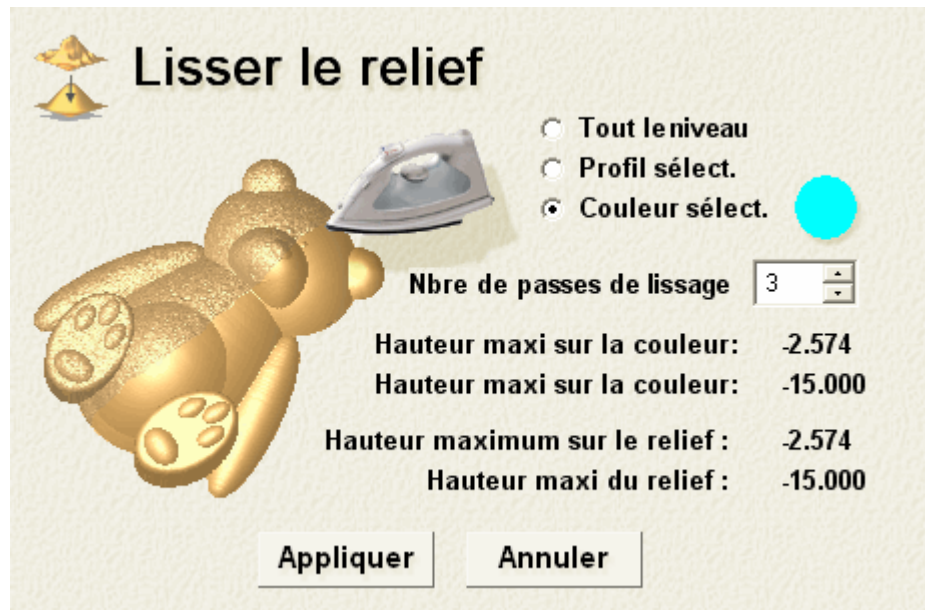 Lisser le relief
Tout le niveau
Profil sélect.
Couleur sélect.
Nbre de passes de lissage 3
Hauteur maxi sur la couleur: -2.574
Hauteur maxi sur la couleur: -15.000
Hauteur maximum sur le relief : -2.574
Hauteur maxi du relief : -15.000
Appliquer Annuler